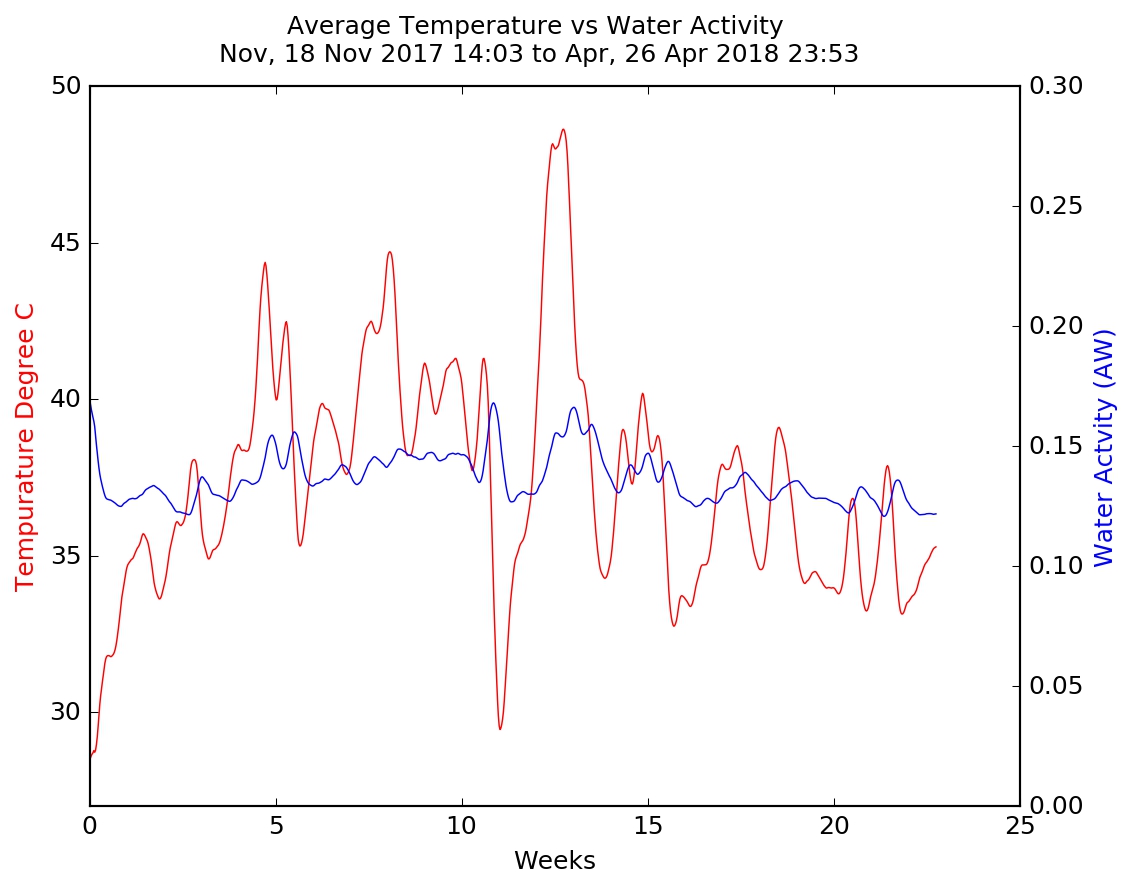 Average Temperature vs Water Activity
Nov, 18 Nov 2017 14:03 to Apr, 26 Apr 2018 23:53
50
45
40
35
30
Tempurature Degree C
0.30
0.25
0.20
0.15
0.10
0.05
0.00
Water Actvity (AW)
0 5 10 15 20 25
Weeks